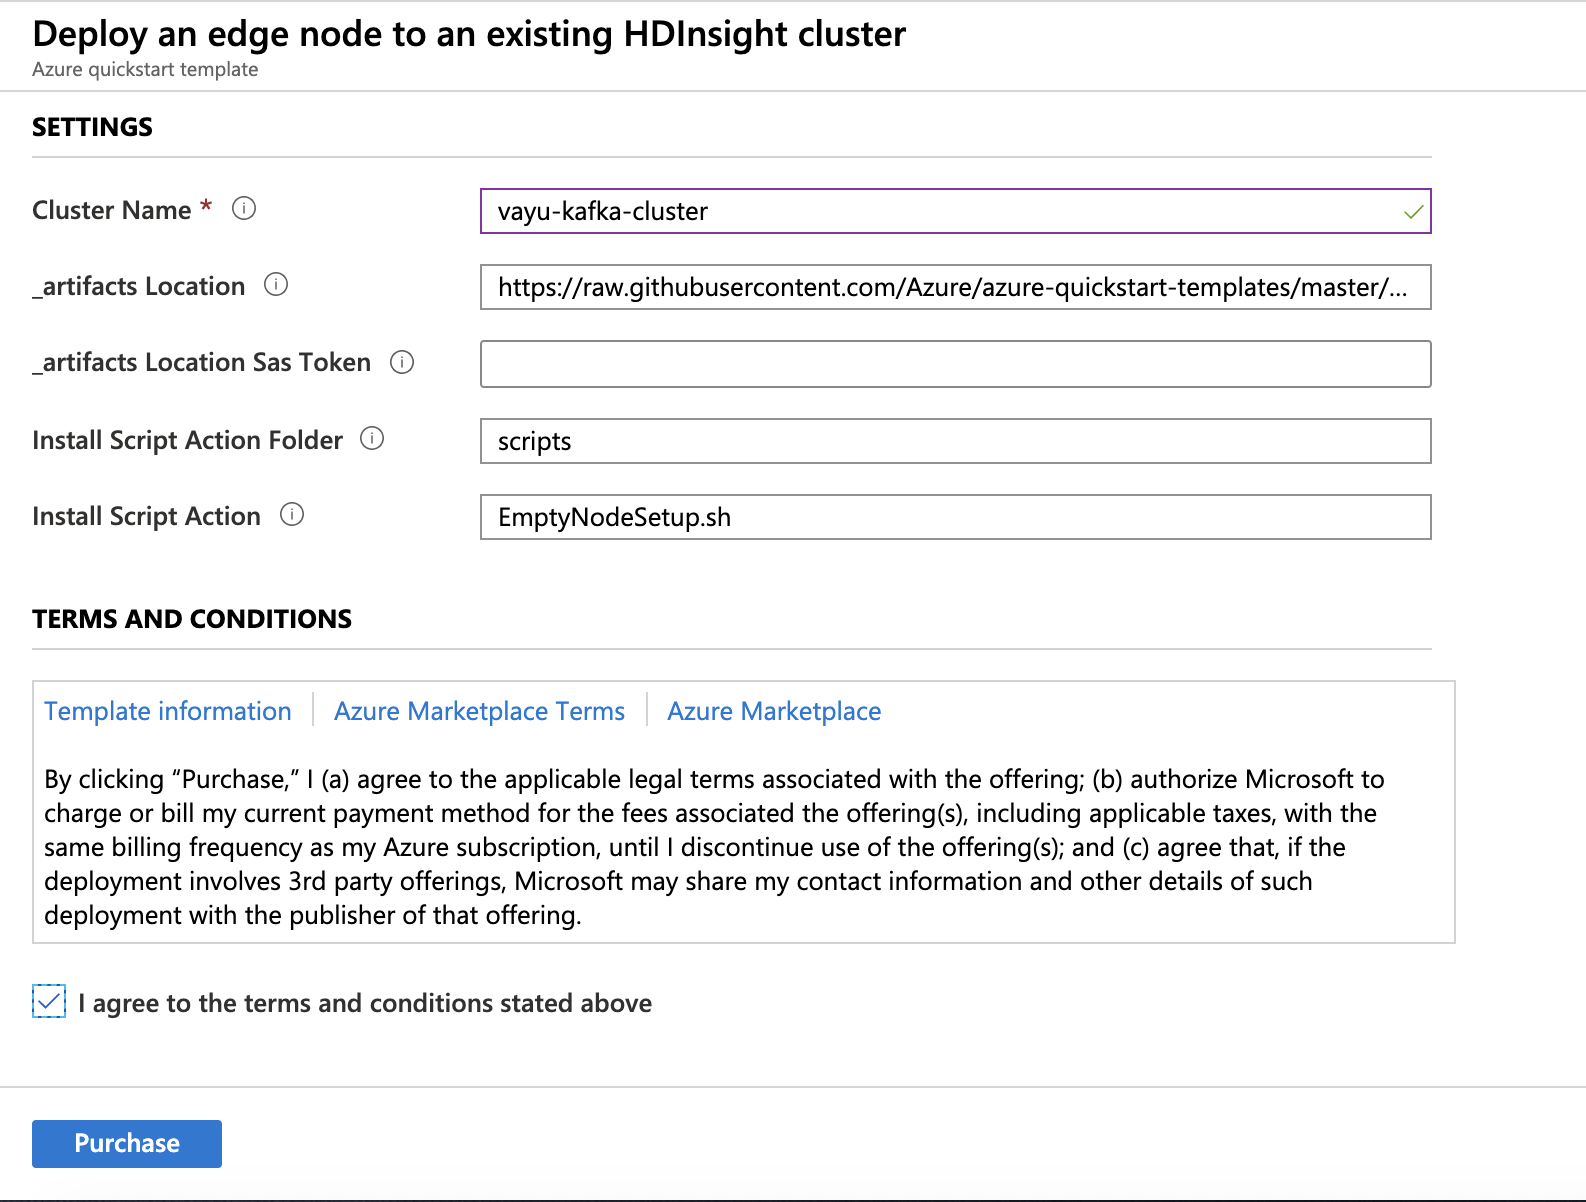 Deploy an edge node to an existing HDInsight cluster
Azure quickstart template
SETTINGS
Cluster Name *
vayu-kafka-cluster
_artifacts Location
https://raw.githubusercontent.com/Azure/azure-quickstart-templates/master/...
_artifacts Location Sas Token
Install Script Action Folder
scripts
Install Script Action
EmptyNodeSetup.sh
TERMS AND CONDITIONS
Template information | Azure Marketplace Terms | Azure Marketplace
By clicking “Purchase,” I (a) agree to the applicable legal terms associated with the offering; (b) authorize Microsoft to
charge or bill my current payment method for the fees associated the offering(s), including applicable taxes, with the
same billing frequency as my Azure subscription, until I discontinue use of the offering(s); and (c) agree that, if the
deployment involves 3rd party offerings, Microsoft may share my contact information and other details of such
deployment with the publisher of that offering.
I agree to the terms and conditions stated above
Purchase